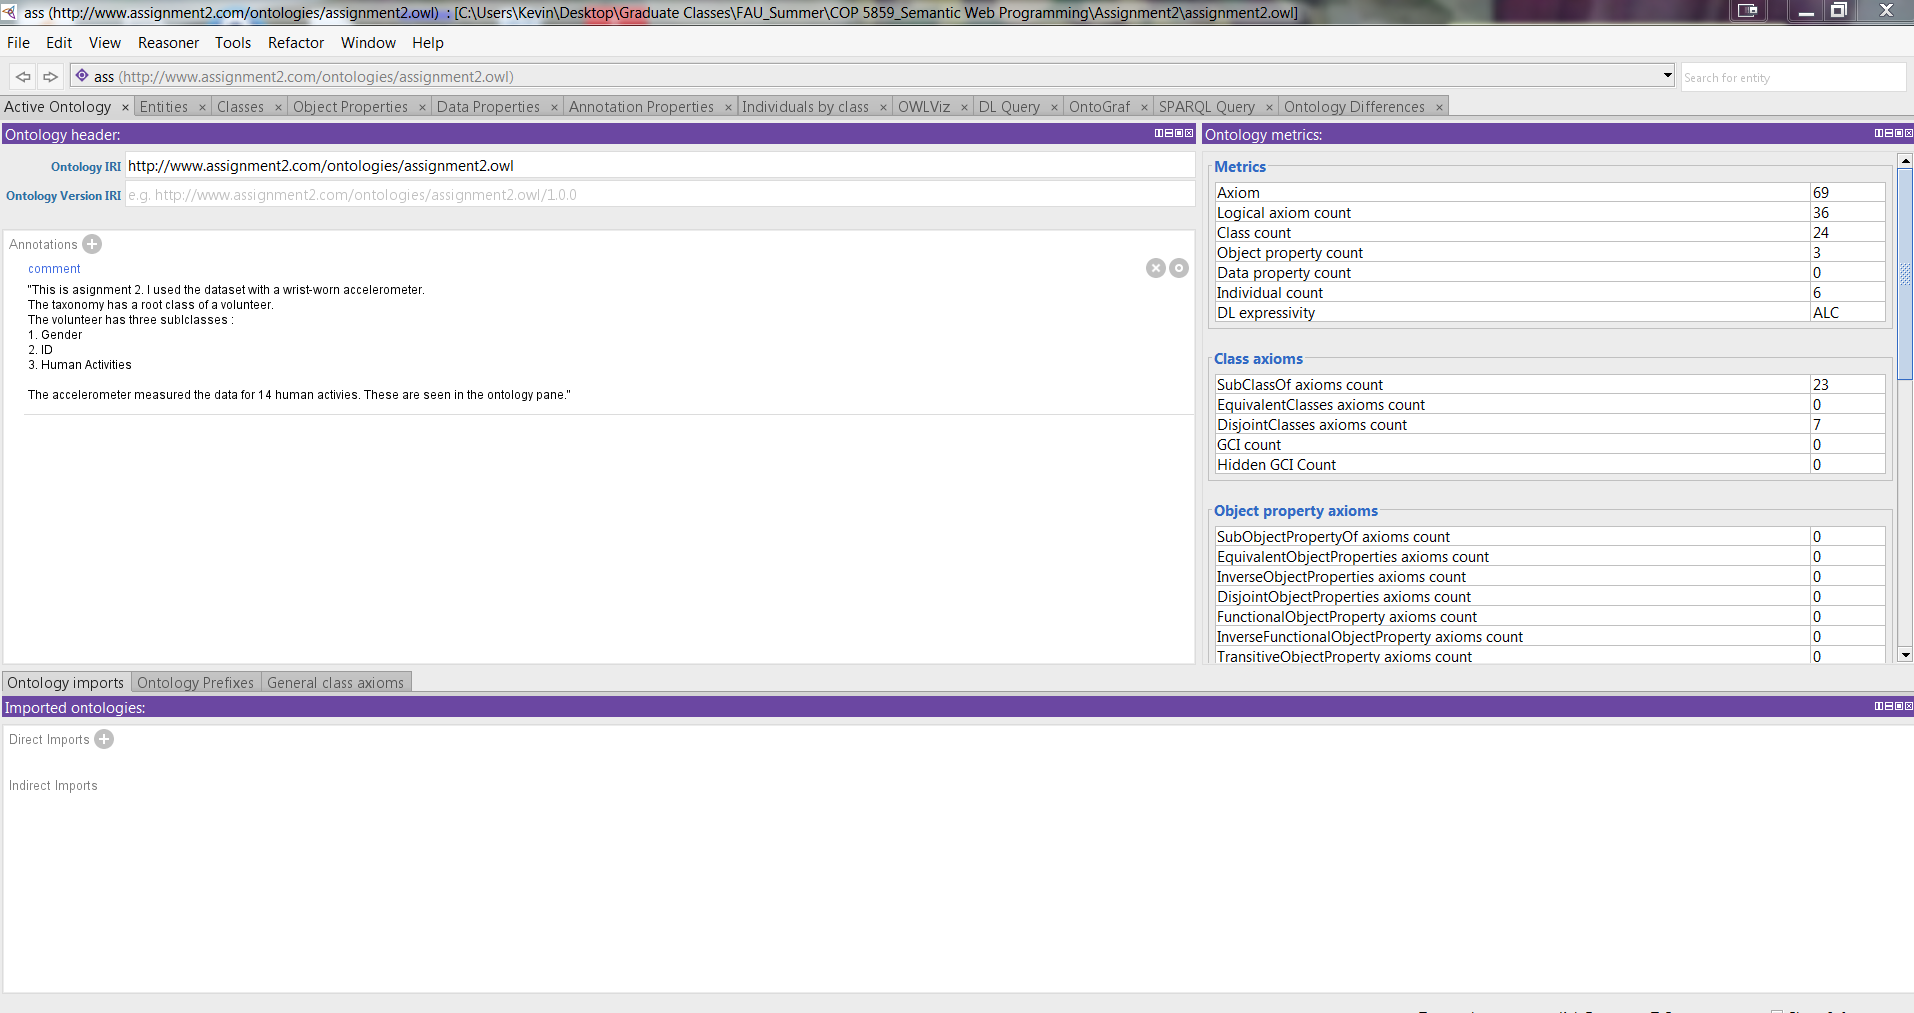 ass (http://www.assignment2.com/ontologies/assignment2.owl) : [C:\Users\Kevin\Desktop\Graduate Classes\FAU_Summer\COP 5859_Semantic Web Programming\Assignment2\assignment2.owl]
File Edit View Reasoner Tools Refactor Window Help
ass (http://www.assignment2.com/ontologies/assignment2.owl)
Search for entity
Active Ontology × Entities × Classes × Object Properties × Data Properties × Annotation Properties × Individuals by class × OWLViz × DL Query × OntoGraf × SPARQL Query × Ontology Differences ×
Ontology header:
Ontology IRI http://www.assignment2.com/ontologies/assignment2.owl
Ontology Version IRI e.g. http://www.assignment2.com/ontologies/assignment2.owl/1.0.0
Annotations
comment
"This is asignment 2. I used the dataset with a wrist-worn accelerometer.
The taxonomy has a root class of a volunteer.
The volunteer has three sublclasses :
1. Gender
2. ID
3. Human Activities
The accelerometer measured the data for 14 human activies. These are seen in the ontology pane."
Ontology metrics:
Metrics
Axiom 69
Logical axiom count 36
Class count 24
Object property count 3
Data property count 0
Individual count 6
DL expressivity ALC
Class axioms
SubClassOf axioms count 23
EquivalentClasses axioms count 0
DisjointClasses axioms count 7
GCI count 0
Hidden GCI Count 0
Object property axioms
SubObjectPropertyOf axioms count 0
EquivalentObjectProperties axioms count 0
InverseObjectProperties axioms count 0
DisjointObjectProperties axioms count 0
FunctionalObjectProperty axioms count 0
InverseFunctionalObjectProperty axioms count 0
TransitiveObjectProperty axioms count 0
Ontology imports Ontology Prefixes General class axioms
Imported ontologies:
Direct Imports
Indirect Imports